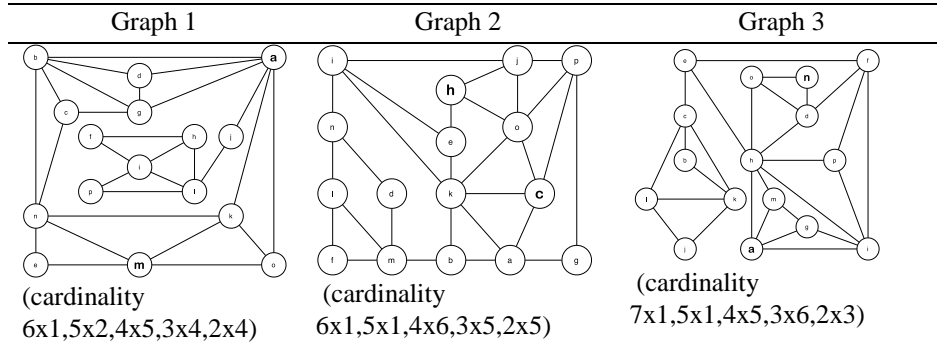 Graph 1
Graph 2
Graph 3
b
a
d
c
g
f
h
j
i
p
l
n
k
e
m
o
(cardinality
6x1,5x2,4x5,3x4,2x4)
i
j
p
h
n
o
e
l
d
k
c
f
m
b
a
g
(cardinality
6x1,5x1,4x6,3x5,2x5)
e
f
o
n
c
d
b
h
p
l
k
m
g
j
a
i
(cardinality
7x1,5x1,4x5,3x6,2x3)